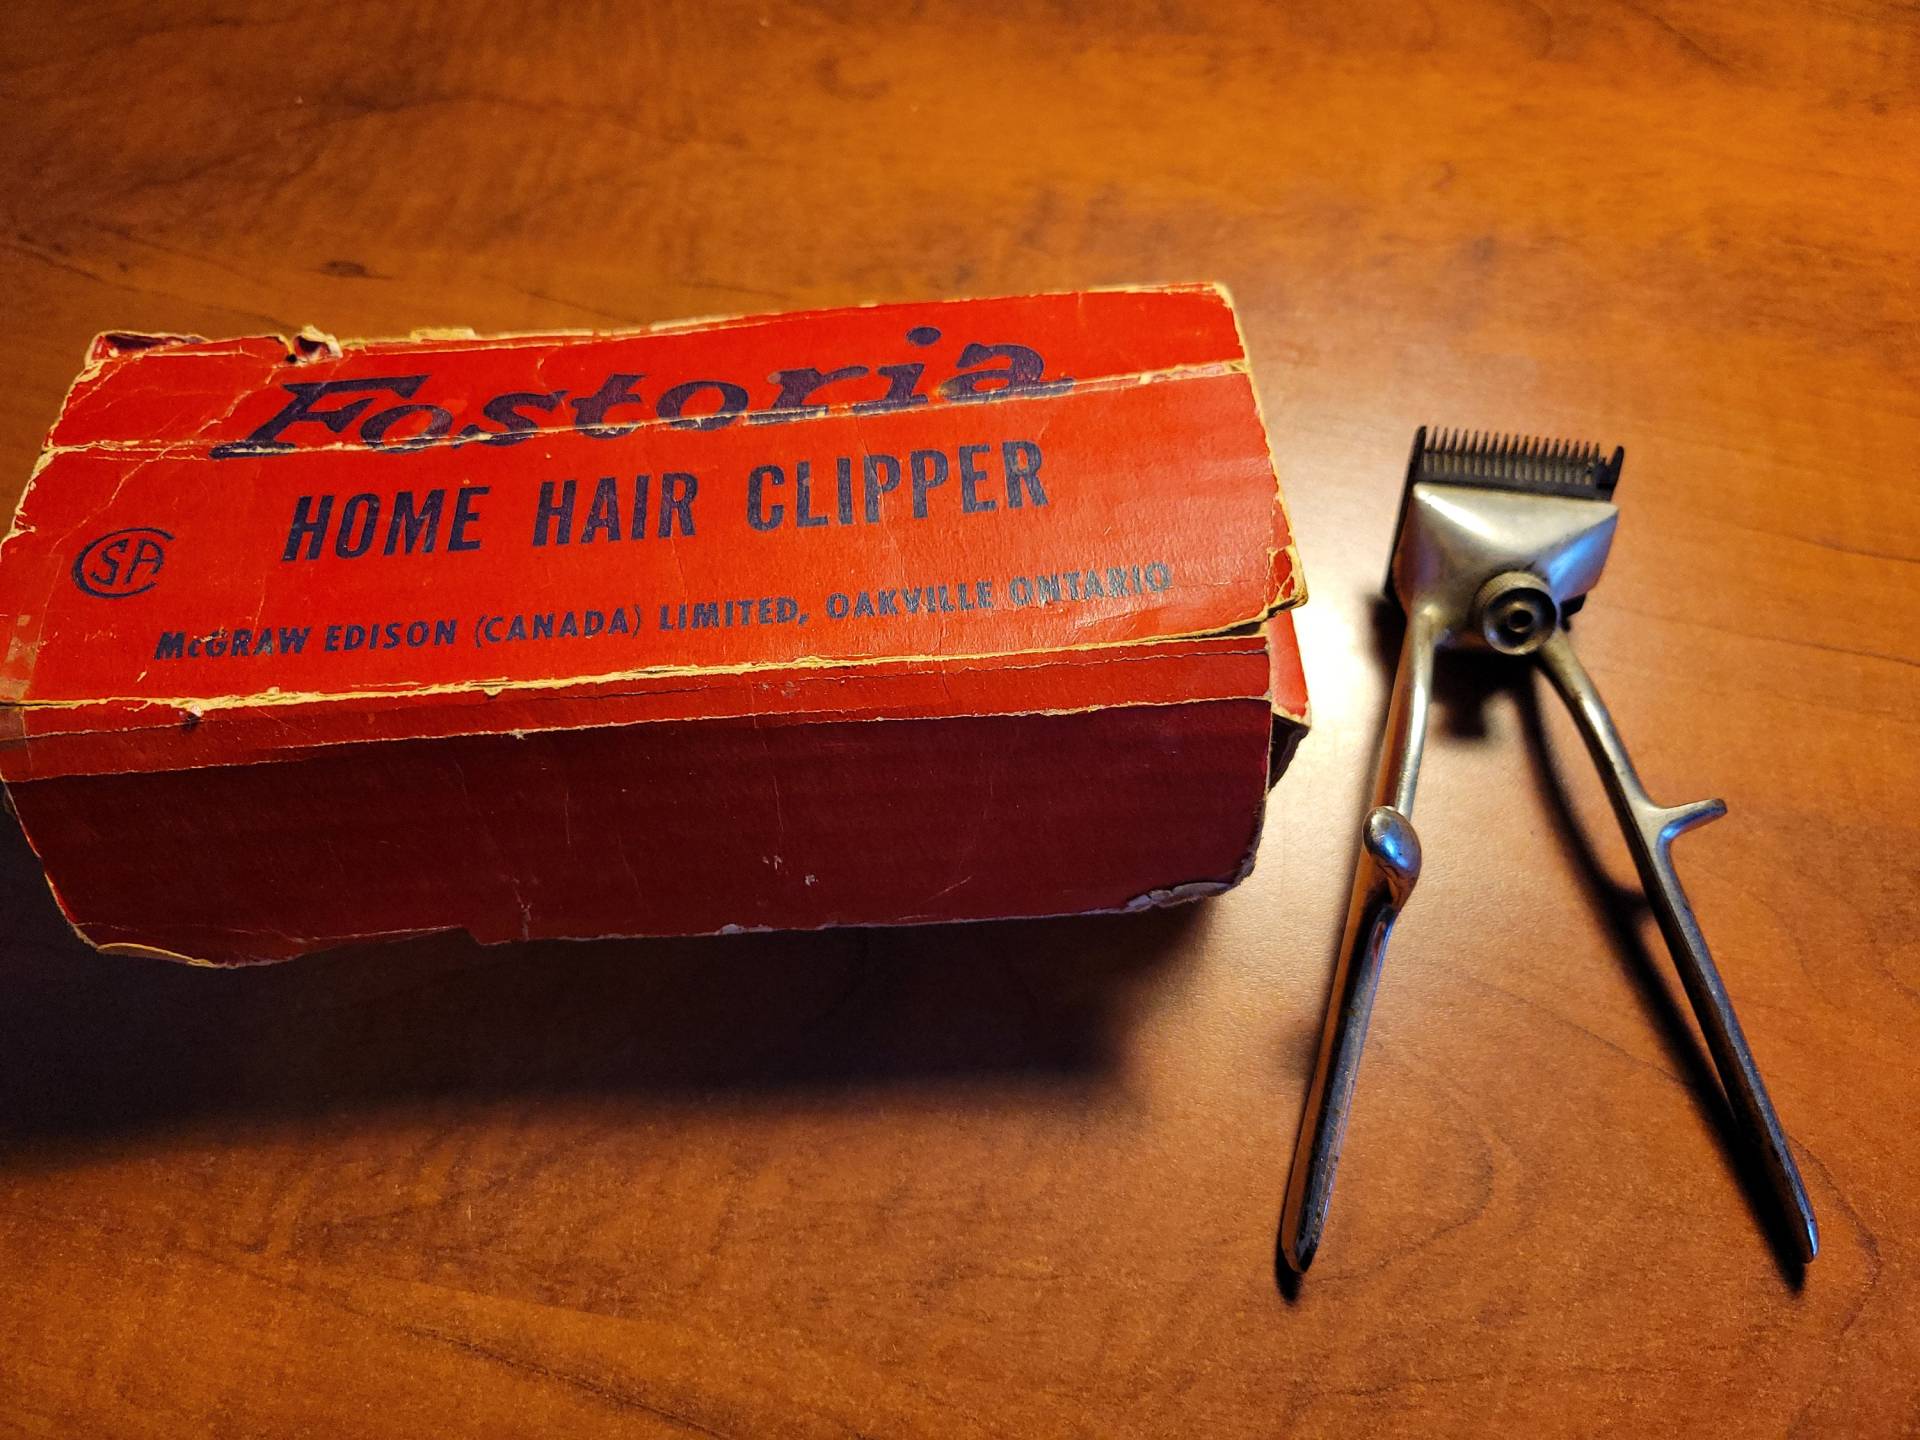 Fostoria
HOME HAIR CLIPPER
CSA
McGRAW EDISON (CANADA) LIMITED, OAKVILLE ONTARIO